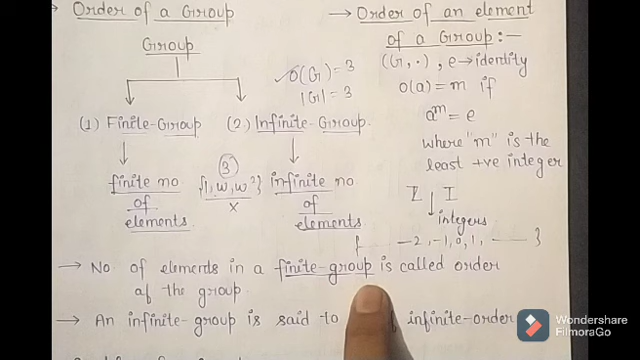 → Order of a Group
Group
(1) Finite-Group
(2) Infinite-Group
finite no
of
elements
infinite no
of
elements
✓O(G) = 3
|G| = 3
3
{1, w, w²}
x
→ Order of an element
of a Group:-
(G, ·), e → identity
o(a) = m if
aᵐ = e
where "m" is the
least +ve integer
Z I
integers
{ ------ -2, -1, 0, 1, ------ }
→ No of elements in a finite-group is called order
of the group
→ An infinite-group is said to infinite-order
Wondershare
FilmoraGo